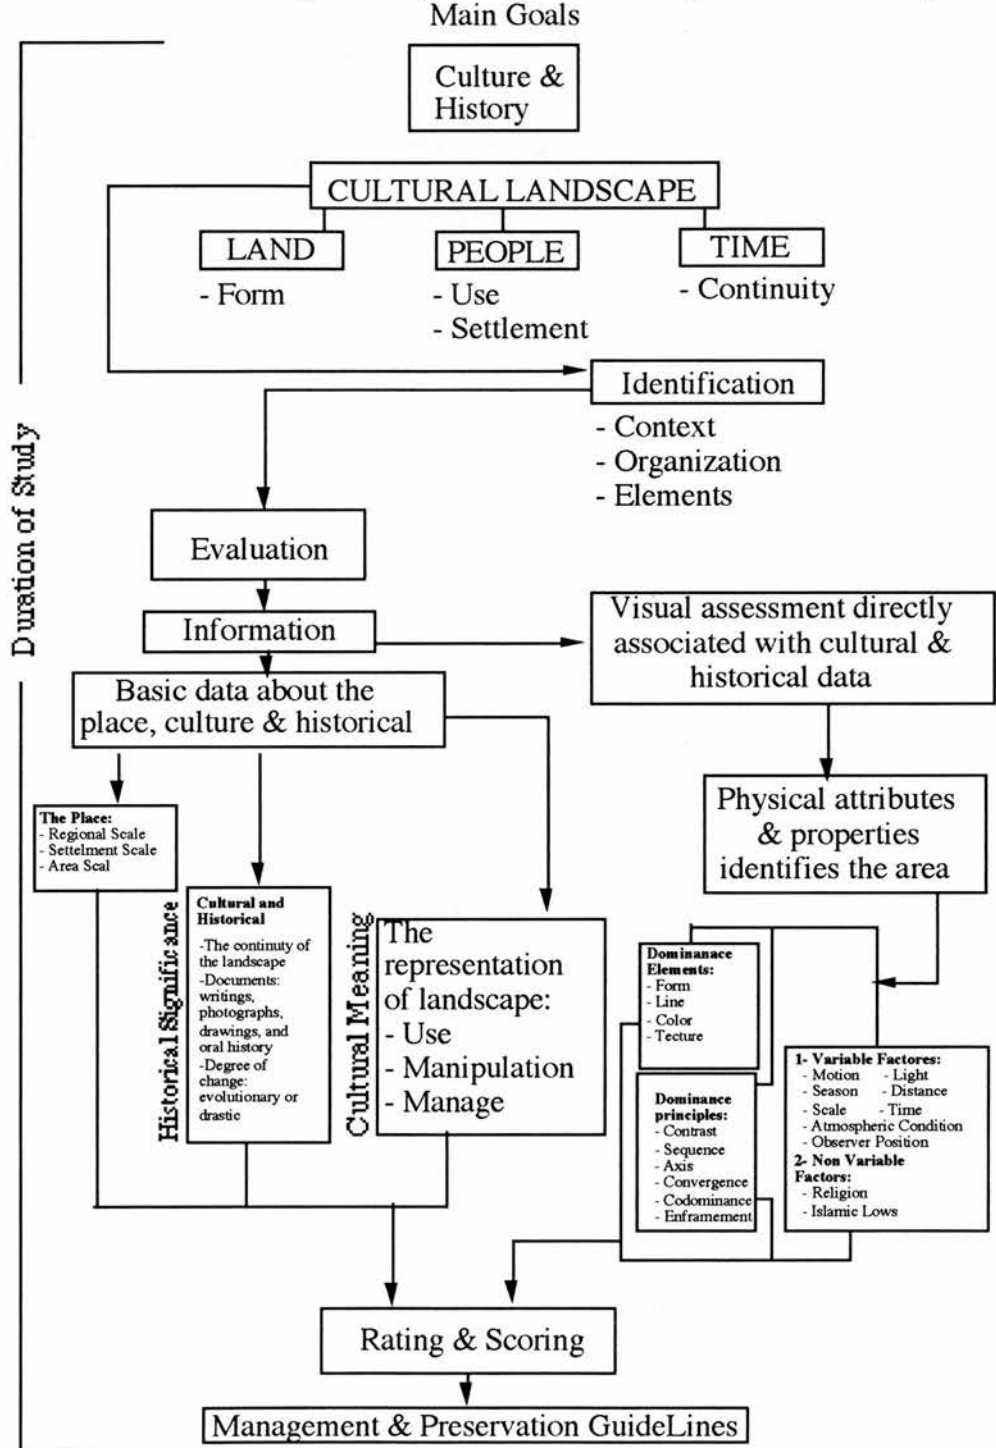 Main Goals
Culture &
History
CULTURAL LANDSCAPE
LAND
- Form
PEOPLE
- Use
- Settlement
TIME
- Continuity
Identification
- Context
- Organization
- Elements
Duration of Study
Evaluation
Information
Visual assessment directly
associated with cultural &
historical data
Basic data about the
place, culture & historical
Physical attributes
& properties
identifies the area
The Place:
- Regional Scale
- Settelment Scale
- Area Scal
Historical Significance
Cultural and
Historical
-The continuity of
the landscape
-Documents:
writings,
photographs,
drawings, and
oral history
-Degree of
change:
evolutionary or
drastic
Cultural Meaning
The
representation
of landscape:
- Use
- Manipulation
- Manage
Dominanace
Elements:
- Form
- Line
- Color
- Tecture
Dominance
principles:
- Contrast
- Sequence
- Axis
- Convergence
- Codominance
- Enframement
1- Variable Factores:
- Motion - Light
- Season - Distance
- Scale - Time
- Atmospheric Condition
- Observer Position
2- Non Variable
Factors:
- Religion
- Islamic Lows
Rating & Scoring
Management & Preservation GuideLines